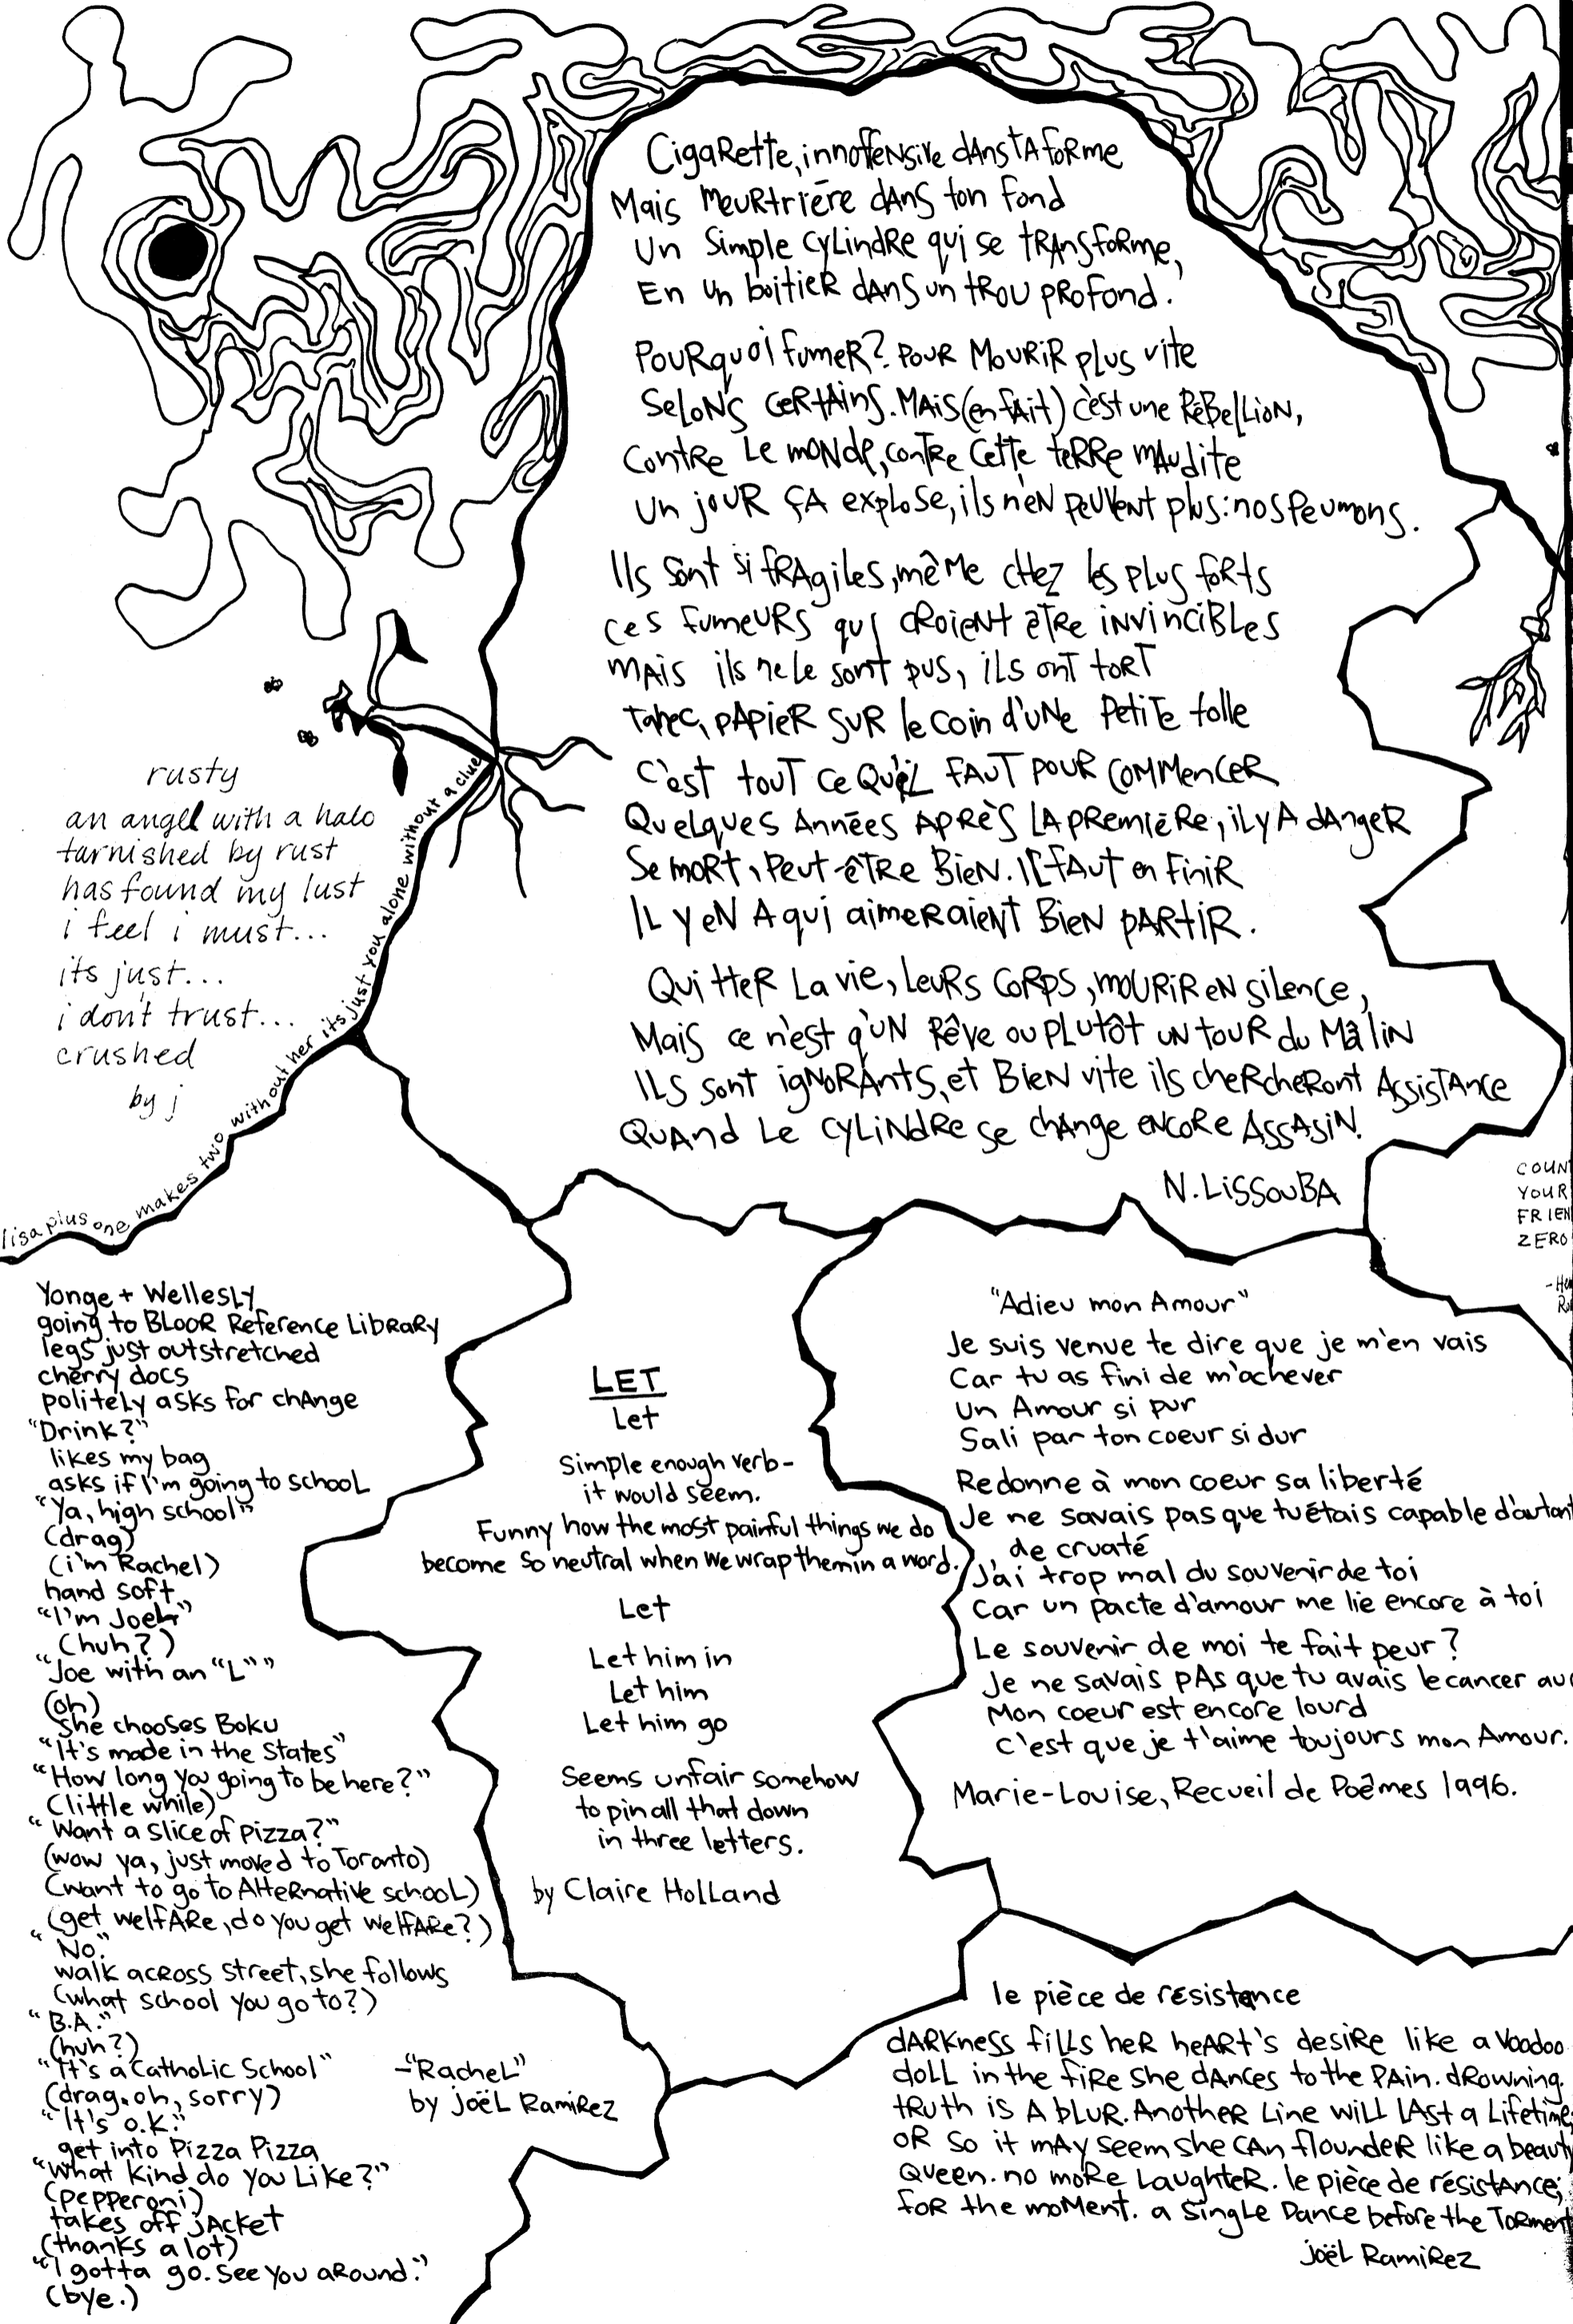 CigaRette, innoffensive dans ta forme
Mais meurtrière dans ton fond
Un simple cylindre qui se transforme,
En un boitier dans un trou profond.
Pourquoi fumer? Pour mourir plus vite
Selons certains. Mais (en fait) c'est une rébellion,
Contre le monde, contre cette terre maudite
Un jour ça explose, ils n'en peuvent plus: nos peumons.
Ils sont si fragiles, même chez les plus forts
Ces fumeurs qui croient être invincibles
Mais ils ne le sont pus, ils ont tort
papier sur le coin d'une petite
C'est tout ce qu'il faut pour commencer
Quelques années après la première, il y a danger
Se mort, peut-être bien. Il faut en finir
Il y en a qui aimeraient bien partir.
Quitter la vie, leurs corps, mourir en silence,
Mais ce n'est q'un rêve ou plutôt un tour du Malin
Ils sont ignorants, et bien vite ils chercheront assistance
Quand le cylindre se change encore assasin.
N. Lissouba
rusty
an angel with a halo
tarnished by rust
has found my lust
i feel i must...
its just...
i don't trust...
crushed
by j
lisa plus one makes two without her its just you alone without a clue
Yonge + Wellesly
going to Bloor Reference Library
legs just outstretched
cherry docs
politely asks for change
"Drink?"
likes my bag
asks if I'm going to school
"Ya, high school"
(drag)
(i'm Rachel)
hand soft
"I'm Joel"
(huh?)
"Joe with an "L""
(oh)
she chooses Boku
"It's made in the States"
"How long you going to be here?"
(little while)
"Want a slice of pizza?"
(wow ya, just moved to Toronto)
(want to go to Alternative school)
(get welfare, do you get welfare?)
"No."
walk across street, she follows
(what school you go to?)
"B.A."
(huh?)
"It's a Catholic School"
(drag. oh, sorry)
"It's o.k."
get into Pizza Pizza
"What kind do you like?"
(pepperoni)
takes off jacket
(thanks a lot)
"I gotta go. See you around."
(bye.)
-"Rachel"
by joël Ramirez
LET
Let
Simple enough verb-
it would seem.
Funny how the most painful things we do
become so neutral when we wrap them in a word.
Let
Let him in
Let him
Let him go
Seems unfair somehow
to pin all that down
in three letters.
by Claire Holland
"Adieu mon Amour"
Je suis venue te dire que je m'en vais
Car tu as fini de m'achever
Un Amour si pur
Sali par ton coeur si dur
Redonne à mon coeur sa liberté
Je ne savais pas que tu étais capable d'autant
de cruaté
J'ai trop mal du souvenir de toi
Car un pacte d'amour me lie encore à toi
Le souvenir de moi te fait peur?
Je ne savais pas que tu avais le cancer
Mon coeur est encore lourd
C'est que je t'aime toujours mon Amour.
Marie-Louise, Recueil de Poêmes 1996.
COUN
YOUR
FRIEN
ZERO
le pièce de résistance
darkness fills her heart's desire like a voodoo
doll in the fire she dances to the pain. drowning.
truth is a blur. Another line will last a lifetime;
or so it may seem she can flounder like a beauty
queen. no more laughter. le pièce de résistance;
for the moment. a single dance before the Torment
joël Ramirez